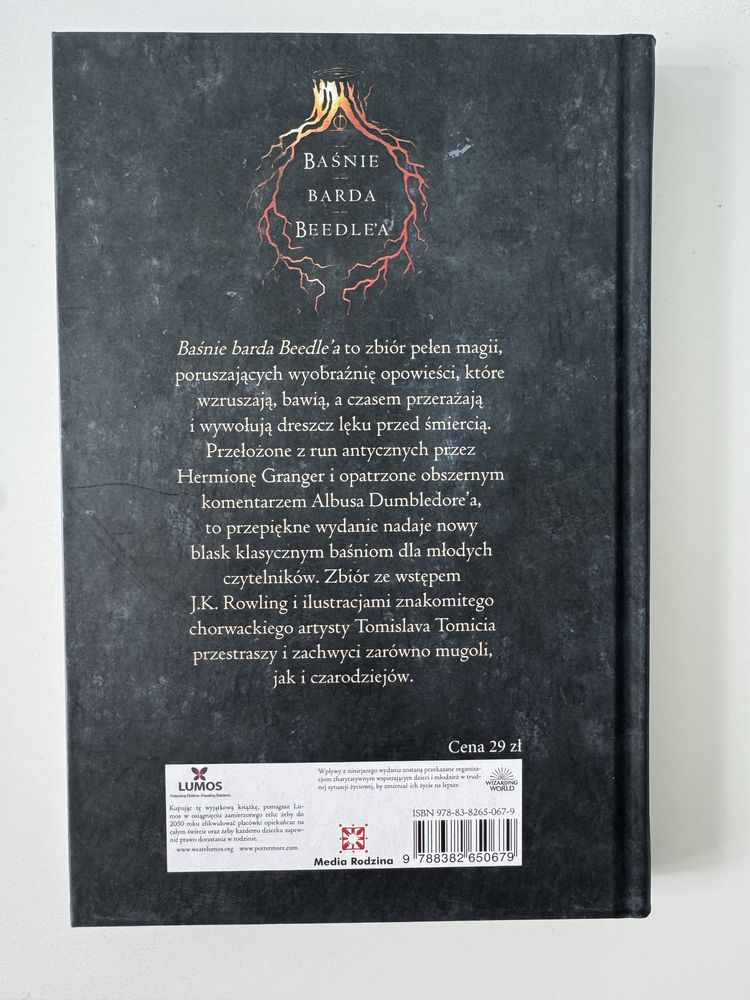 BAŚNIE
BARDA
BEEDLE'A
Baśnie barda Beedle'a to zbiór pełen magii,
poruszających wyobraźnię opowieści, które
wzruszają, bawią, a czasem przerażają
i wywołują dreszcz lęku przed śmiercią.
Przełożone z run antycznych przez
Hermionę Granger i opatrzone obszernym
komentarzem Albusa Dumbledore'a,
to przepiękne wydanie nadaje nowy
blask klasycznym baśniom dla młodych
czytelników. Zbiór ze wstępem
J.K. Rowling i ilustracjami znakomitego
chorwackiego artysty Tomislava Tomicia
przestraszy i zachwyci zarówno mugoli,
jak i czarodziejów.
Cena 29 zł
LUMOS
Protecting Children. Providing Solutions.
Kupując tę wyjątkową książkę, pomagasz Lu-
mos w osiągnięciu zamierzonego celu: żeby do
2050 roku zlikwidować placówki opiekuńcze na
całym świecie oraz żeby każdemu dziecku zapew-
nić prawo dorastania w rodzinie.
www.wearelumos.org www.pottermore.com
Wpływy z niniejszego wydania zostaną przekazane organiza-
cjom charytatywnym wspierającym dzieci i młodzież w trud-
nej sytuacji życiowej, by zmieniać ich życie na lepsze.
WIZARDING
WORLD
Media Rodzina
ISBN 978-83-8265-067-9
9 788382 650679